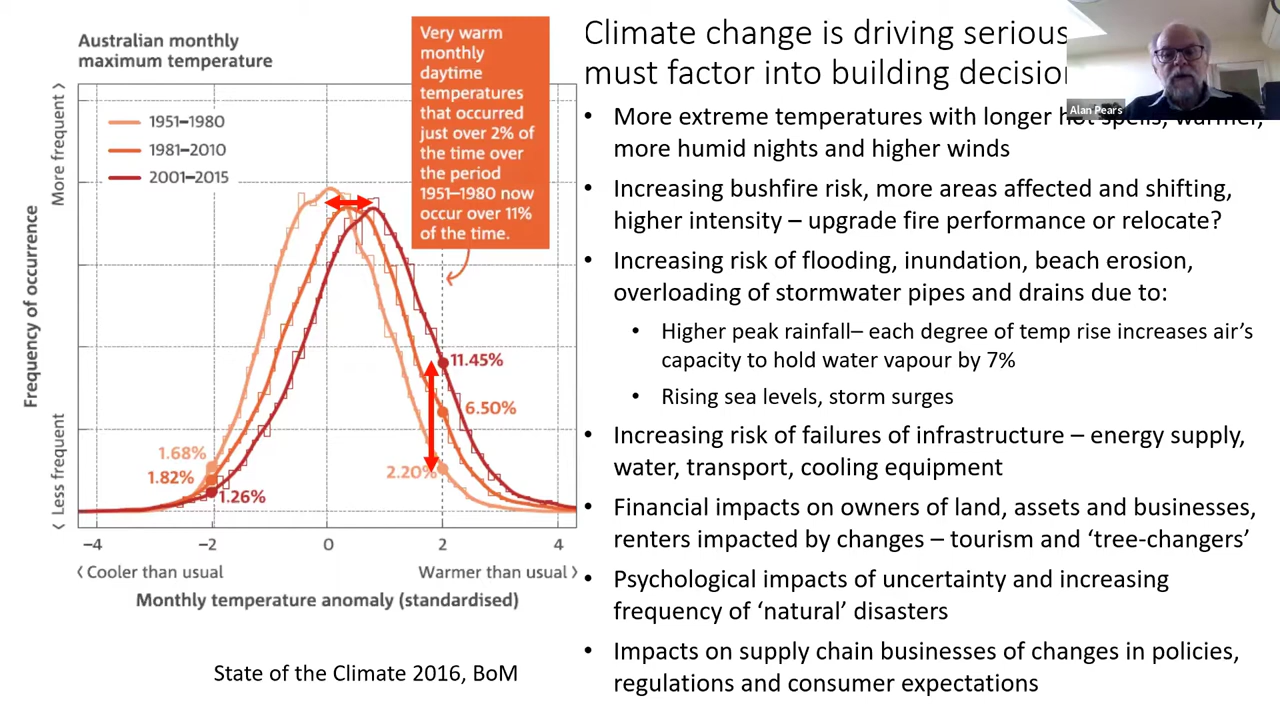 Australian monthly
maximum temperature
1951–1980
1981–2010
2001–2015
Very warm
monthly
daytime
temperatures
that occurred
just over 2% of
the time over
the period
1951–1980 now
occur over 11%
of the time.
Frequency of occurrence
< Less frequent
More frequent >
11.45%
6.50%
2.20%
1.68%
1.82%
1.26%
–4
–2
0
2
4
< Cooler than usual
Warmer than usual >
Monthly temperature anomaly (standardised)
State of the Climate 2016, BoM
Climate change is driving serious
must factor into building
Alan Pears
• More extreme temperatures with longer hot spells, warmer,
more humid nights and higher winds
• Increasing bushfire risk, more areas affected and shifting,
higher intensity – upgrade fire performance or relocate?
• Increasing risk of flooding, inundation, beach erosion,
overloading of stormwater pipes and drains due to:
• Higher peak rainfall– each degree of temp rise increases air’s
capacity to hold water vapour by 7%
• Rising sea levels, storm surges
• Increasing risk of failures of infrastructure – energy supply,
water, transport, cooling equipment
• Financial impacts on owners of land, assets and businesses,
renters impacted by changes – tourism and ‘tree-changers’
• Psychological impacts of uncertainty and increasing
frequency of ‘natural’ disasters
• Impacts on supply chain businesses of changes in policies,
regulations and consumer expectations